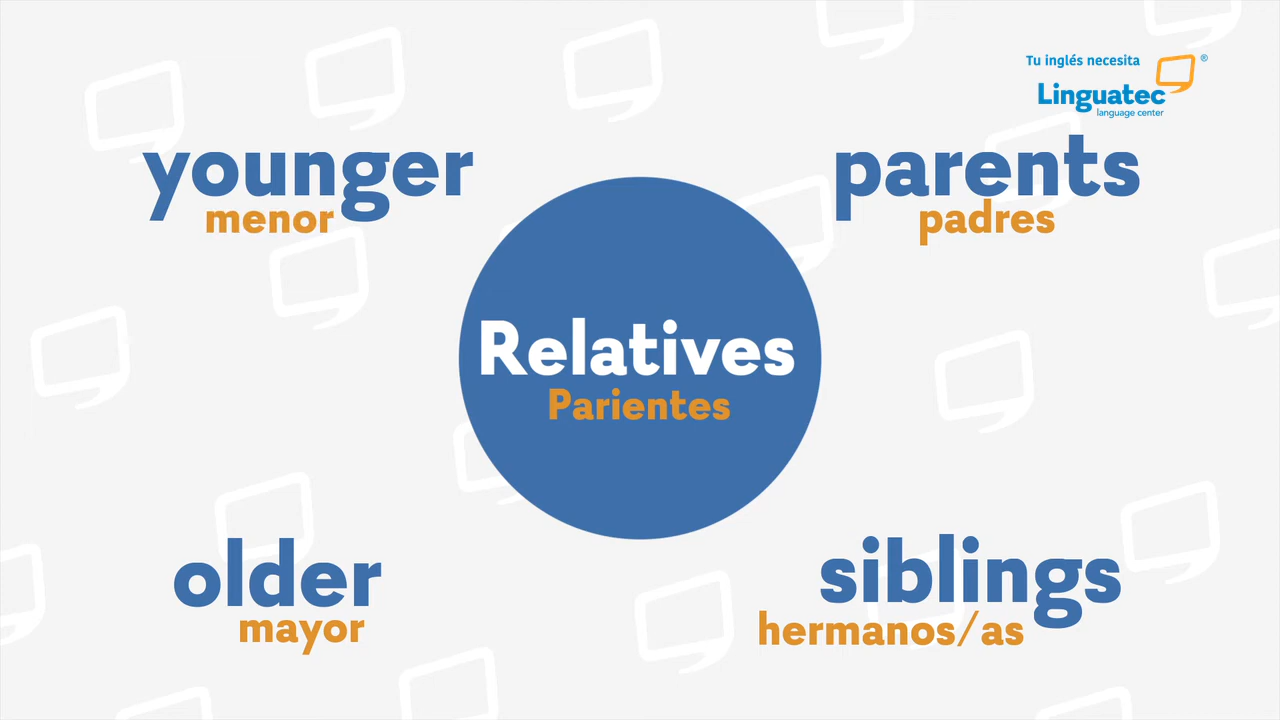 Tu inglés necesita
Linguatec®
language center
younger
menor
parents
padres
Relatives
Parientes
older
mayor
siblings
hermanos/as